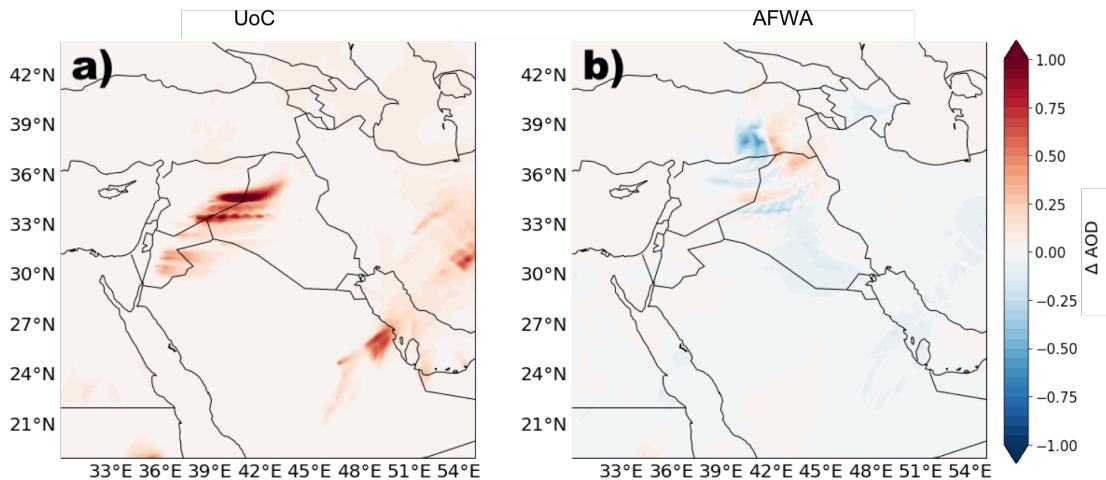 UoC
AFWA
a)
b)
42°N
39°N
36°N
33°N
30°N
27°N
24°N
21°N
33°E 36°E 39°E 42°E 45°E 48°E 51°E 54°E
42°N
39°N
36°N
33°N
30°N
27°N
24°N
21°N
33°E 36°E 39°E 42°E 45°E 48°E 51°E 54°E
1.00
0.75
0.50
0.25
0.00
−0.25
−0.50
−0.75
−1.00
Δ AOD